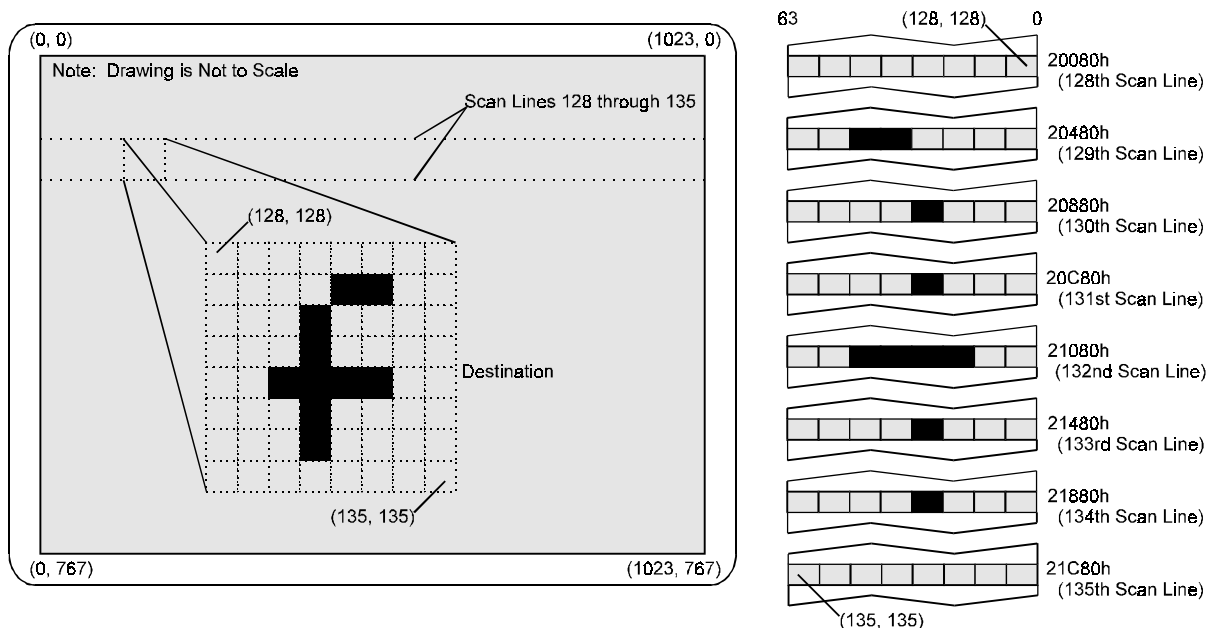 (0, 0)
(1023, 0)
Note: Drawing is Not to Scale
Scan Lines 128 through 135
(128, 128)
Destination
(135, 135)
(0, 767)
(1023, 767)
63
(128, 128)
0
20080h
(128th Scan Line)
20480h
(129th Scan Line)
20880h
(130th Scan Line)
20C80h
(131st Scan Line)
21080h
(132nd Scan Line)
21480h
(133rd Scan Line)
21880h
(134th Scan Line)
21C80h
(135th Scan Line)
(135, 135)